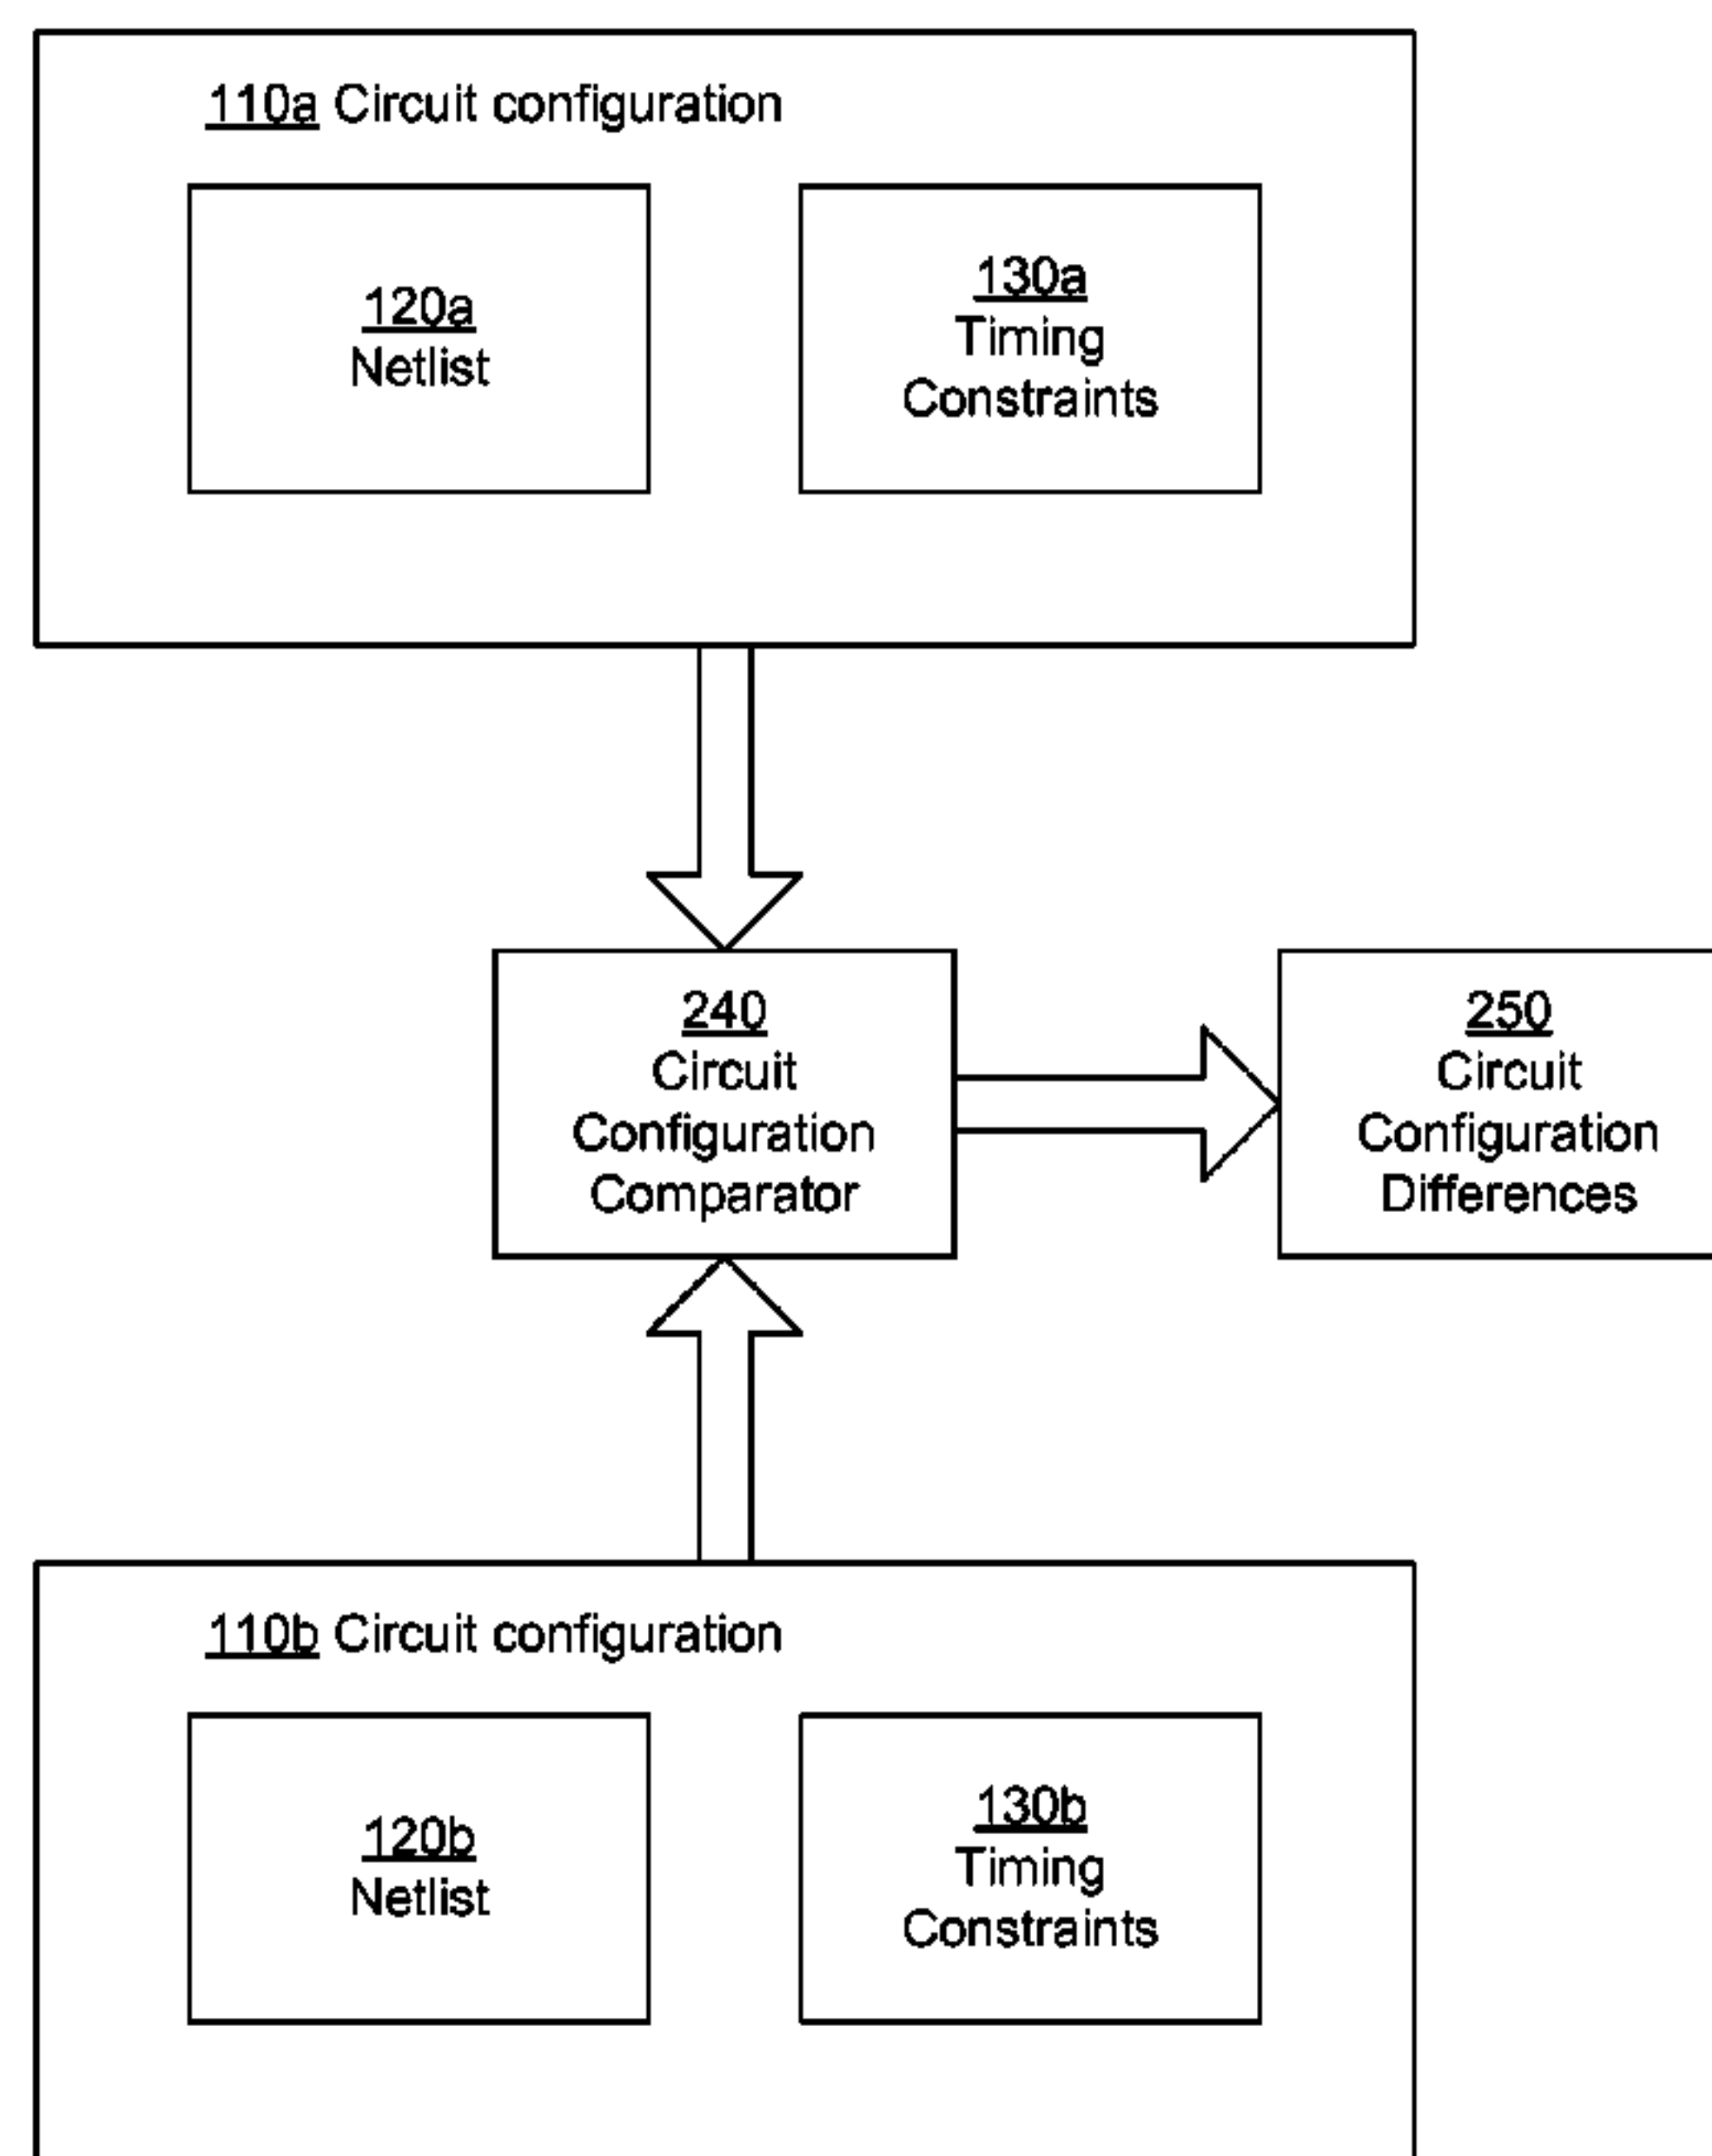 110a Circuit configuration
120a
Netlist
130a
Timing
Constraints
240
Circuit
Configuration
Comparator
250
Circuit
Configuration
Differences
110b Circuit configuration
120b
Netlist
130b
Timing
Constraints